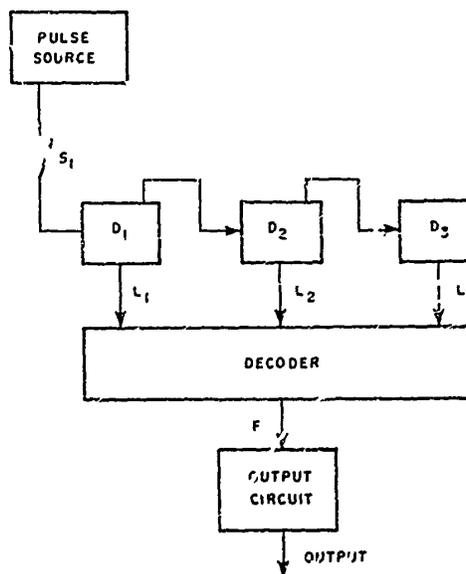 PULSE
SOURCE
S1
D1
D2
D3
L1
L2
L
DECODER
F
OUTPUT
CIRCUIT
OUTPUT